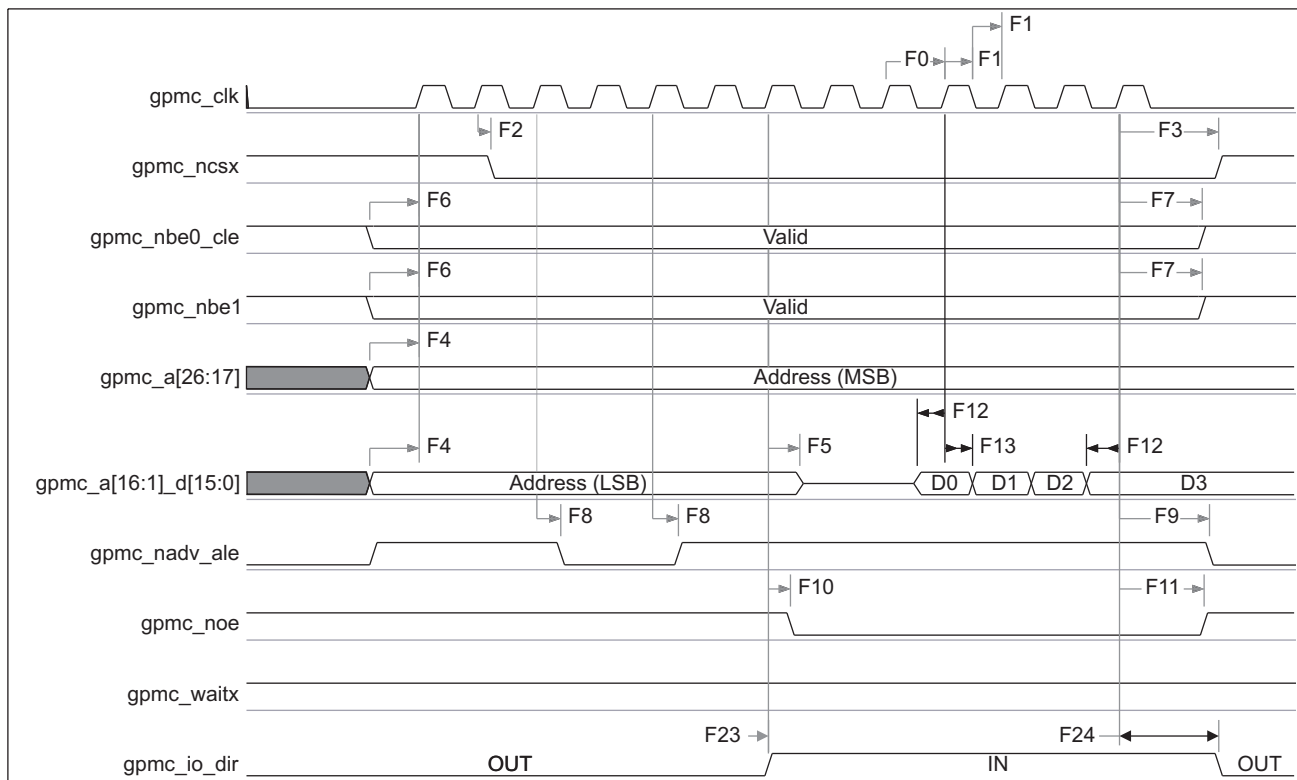 F1
F0 F1
gpmc_clk
F2 F3
gpmc_ncsx
F6 F7
gpmc_nbe0_cle Valid
F6 F7
gpmc_nbe1 Valid
F4
gpmc_a[26:17] Address (MSB)
F12
F4 F5 F13 F12
gpmc_a[16:1]_d[15:0] Address (LSB) D0 D1 D2 D3
F8 F8 F9
gpmc_nadv_ale
F10 F11
gpmc_noe
gpmc_waitx
F23 F24
gpmc_io_dir OUT IN OUT